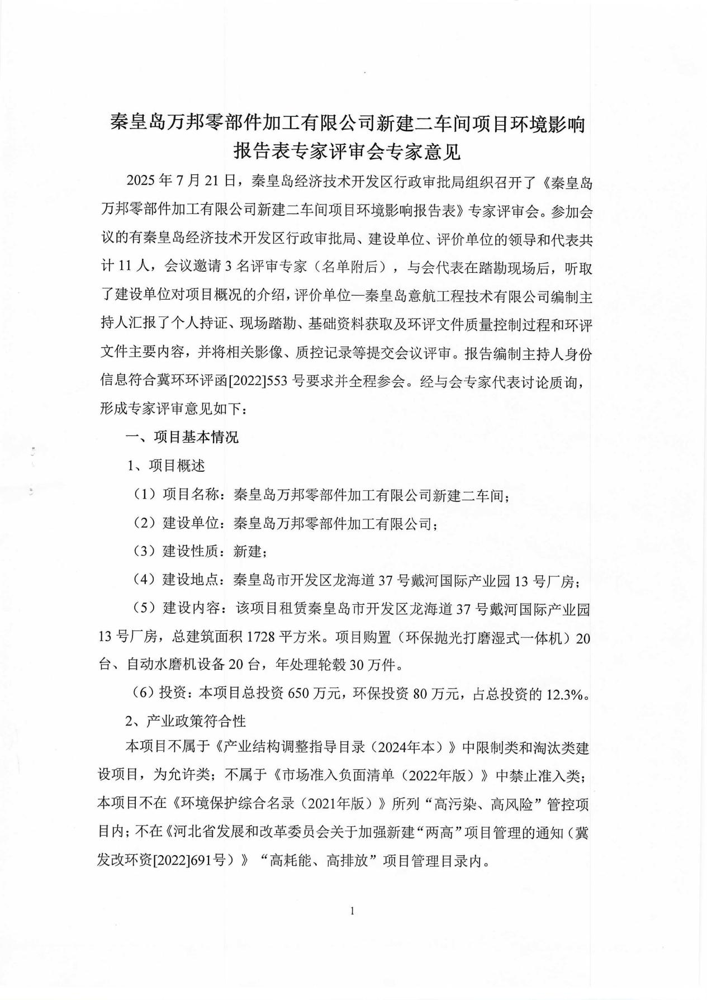 秦皇岛万邦零部件加工有限公司新建二车间项目环境影响
报告表专家评审会专家意见
2025 年 7 月 21 日，秦皇岛经济技术开发区行政审批局组织召开了《秦皇岛
万邦零部件加工有限公司新建二车间项目环境影响报告表》专家评审会。参加会
议的有秦皇岛经济技术开发区行政审批局、建设单位、评价单位的领导和代表共
计 11 人，会议邀请 3 名评审专家（名单附后），与会代表在踏勘现场后，听取
了建设单位对项目概况的介绍，评价单位—秦皇岛意航工程技术有限公司编制主
持人汇报了个人持证、现场踏勘、基础资料获取及环评文件质量控制过程和环评
文件主要内容，并将相关影像、质控记录等提交会议评审。报告编制主持人身份
信息符合冀环环评函[2022]553 号要求并全程参会。经与会专家代表讨论质询，
形成专家评审意见如下：
一、项目基本情况
1、项目概述
（1）项目名称：秦皇岛万邦零部件加工有限公司新建二车间；
（2）建设单位：秦皇岛万邦零部件加工有限公司；
（3）建设性质：新建；
（4）建设地点：秦皇岛市开发区龙海道 37 号戴河国际产业园 13 号厂房；
（5）建设内容：该项目租赁秦皇岛市开发区龙海道 37 号戴河国际产业园
13 号厂房，总建筑面积 1728 平方米。项目购置（环保抛光打磨湿式一体机）20
台、自动水磨机设备 20 台，年处理轮毂 30 万件。
（6）投资：本项目总投资 650 万元，环保投资 80 万元，占总投资的 12.3%。
2、产业政策符合性
本项目不属于《产业结构调整指导目录（2024年本）》中限制类和淘汰类建
设项目，为允许类；不属于《市场准入负面清单（2022年版）》中禁止准入类；
本项目不在《环境保护综合名录（2021年版）》所列“高污染、高风险”管控项
目内；不在《河北省发展和改革委员会关于加强新建“两高”项目管理的通知（冀
发改环资[2022]691号）》“高耗能、高排放”项目管理目录内。
1